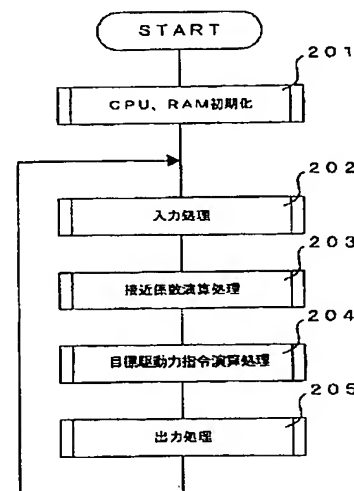 START
201
CPU、RAM初期化
202
入力処理
203
接近係数演算処理
204
目標駆動力指令演算処理
205
出力処理